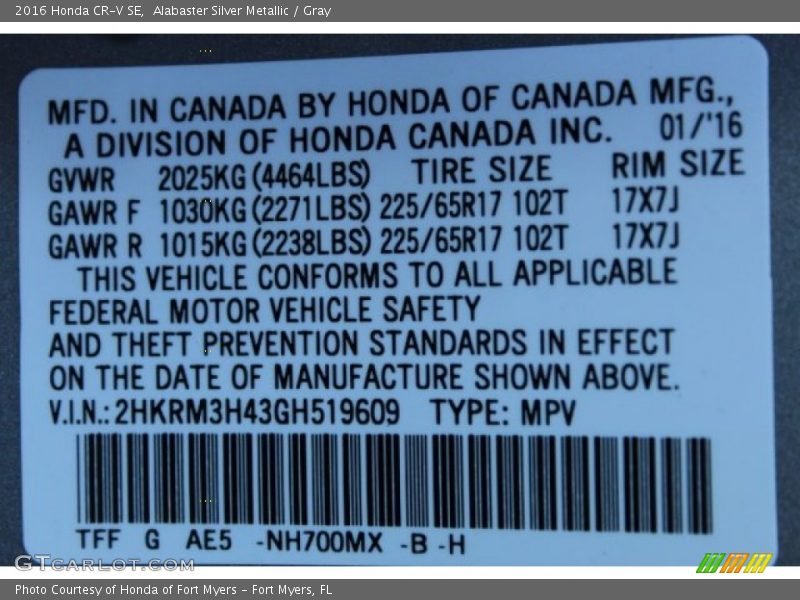 2016 Honda CR-V SE,  Alabaster Silver Metallic / Gray
MFD. IN CANADA BY HONDA OF CANADA MFG.,
A DIVISION OF HONDA CANADA INC. 01/'16
GVWR 2025KG(4464LBS) TIRE SIZE RIM SIZE
GAWR F 1030KG(2271LBS) 225/65R17 102T 17X7J
GAWR R 1015KG(2238LBS) 225/65R17 102T 17X7J
THIS VEHICLE CONFORMS TO ALL APPLICABLE
FEDERAL MOTOR VEHICLE SAFETY
AND THEFT PREVENTION STANDARDS IN EFFECT
ON THE DATE OF MANUFACTURE SHOWN ABOVE.
V.I.N.: 2HKRM3H43GH519609 TYPE: MPV
TFF G AE5 -NH700MX -B -H
GTcarlot.com
Photo Courtesy of Honda of Fort Myers - Fort Myers, FL